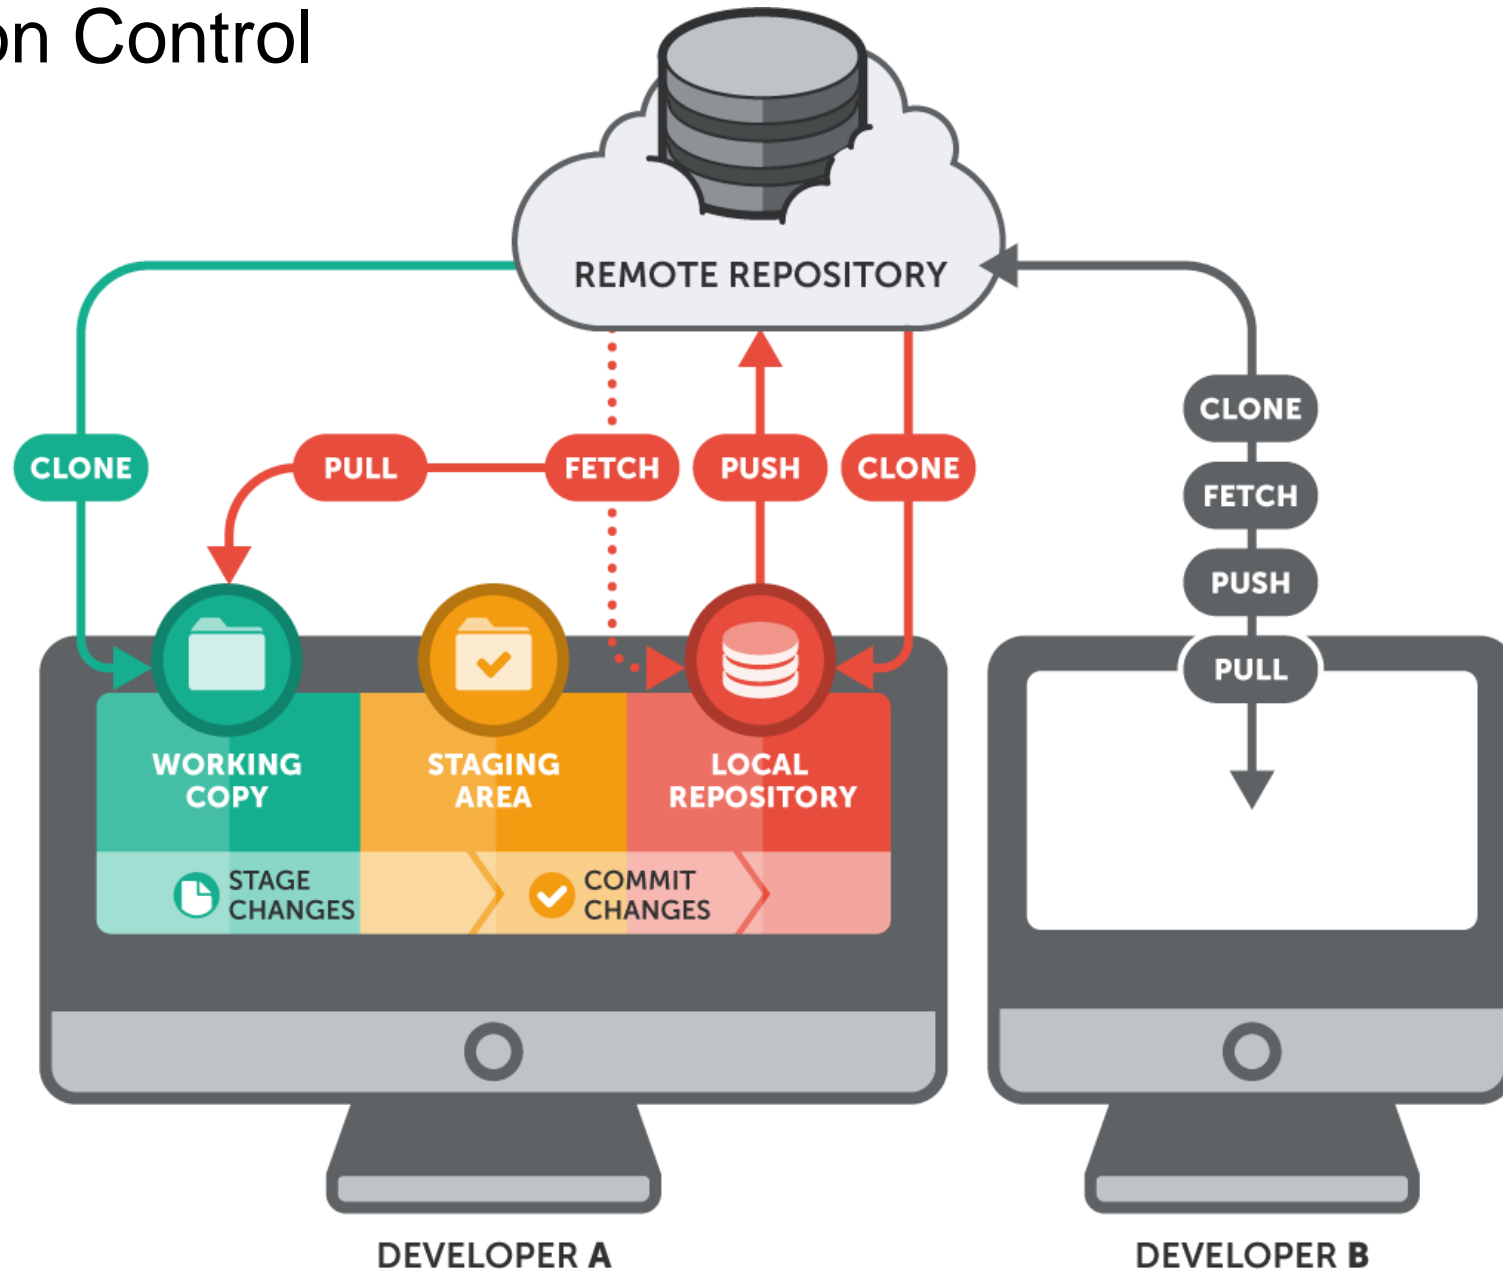 on Control
REMOTE REPOSITORY
CLONE
PULL
FETCH
PUSH
CLONE
CLONE
FETCH
PUSH
PULL
WORKING
COPY
STAGING
AREA
LOCAL
REPOSITORY
STAGE
CHANGES
COMMIT
CHANGES
DEVELOPER A
DEVELOPER B